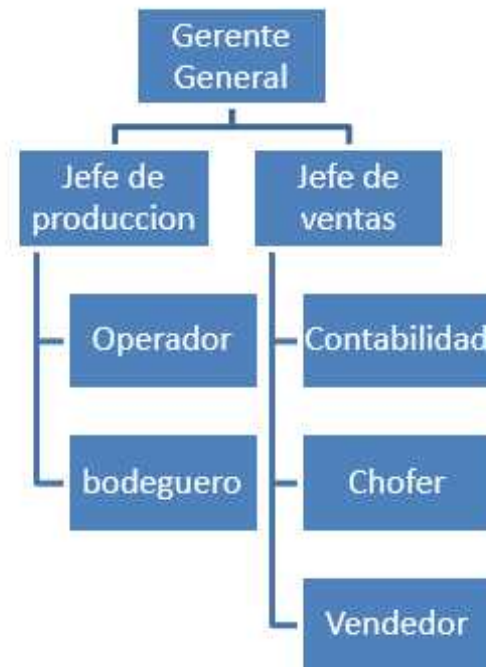 Gerente
General
Jefe de
produccion
Jefe de
ventas
Operador
bodeguero
Contabilidad
Chofer
Vendedor